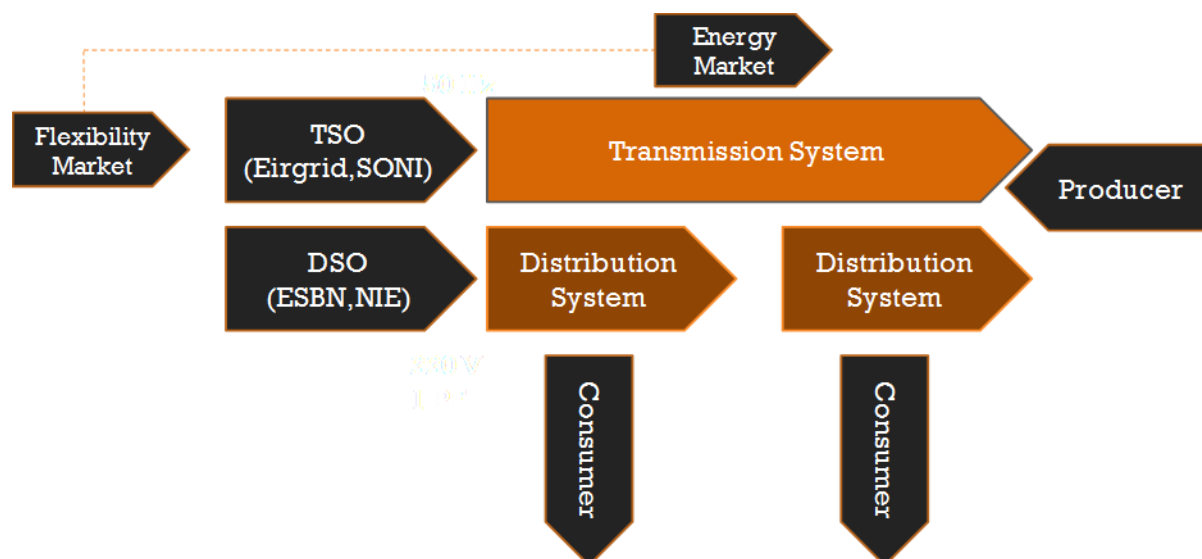 Energy
Market
Flexibility
Market
TSO
(Eirgrid,SONI)
Transmission System
Producer
DSO
(ESBN,NIE)
Distribution
System
Distribution
System
Consumer
Consumer